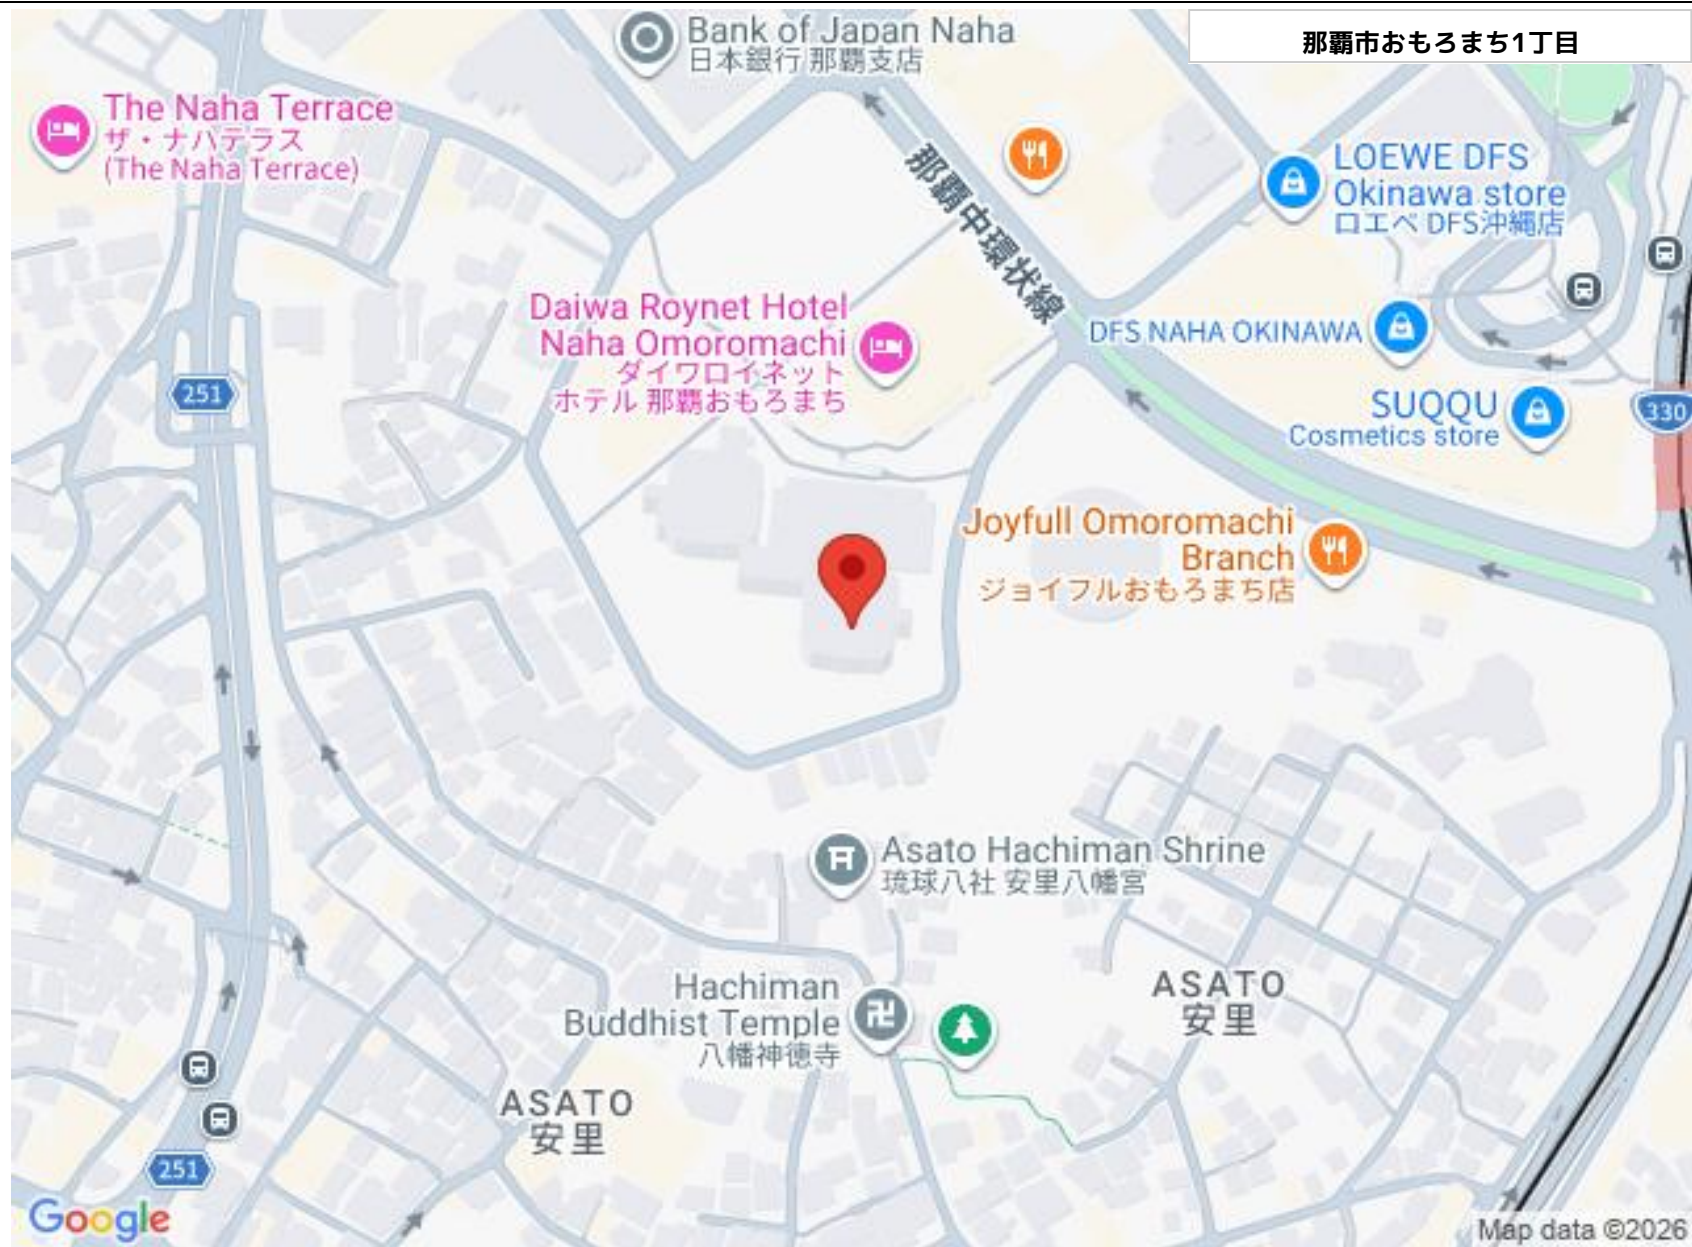 Bank of Japan Naha
日本銀行 那覇支店
那覇市おもろまち1丁目
The Naha Terrace
ザ・ナハテラス
(The Naha Terrace)
那覇中環状線
LOEWE DFS
Okinawa store
ロエベ DFS沖縄店
Daiwa Roynet Hotel
Naha Omoromachi
ダイワロイネット
ホテル 那覇おもろまち
DFS NAHA OKINAWA
251
SUQQU
Cosmetics store
330
Joyfull Omoromachi
Branch
ジョイフルおもろまち店
Asato Hachiman Shrine
琉球八社 安里八幡宮
Hachiman
Buddhist Temple
八幡神徳寺
ASATO
安里
ASATO
安里
251
Google
Map data ©2026